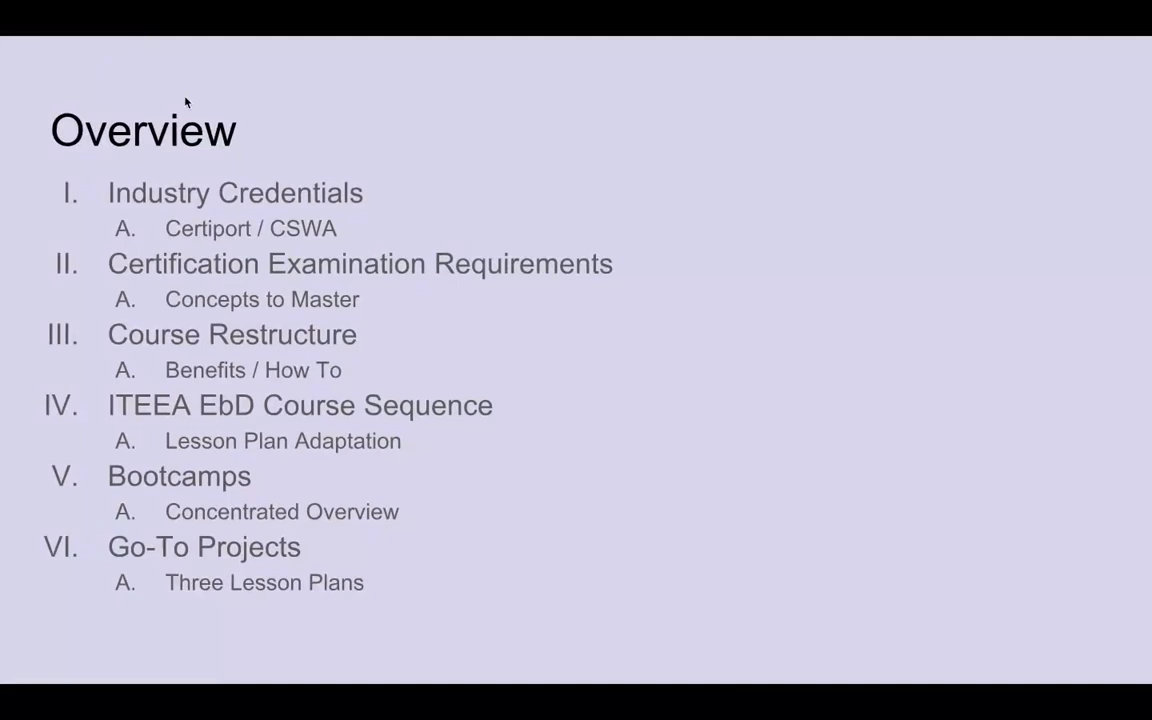 Overview
I. Industry Credentials
A. Certiport / CSWA
II. Certification Examination Requirements
A. Concepts to Master
III. Course Restructure
A. Benefits / How To
IV. ITEEA EbD Course Sequence
A. Lesson Plan Adaptation
V. Bootcamps
A. Concentrated Overview
VI. Go-To Projects
A. Three Lesson Plans